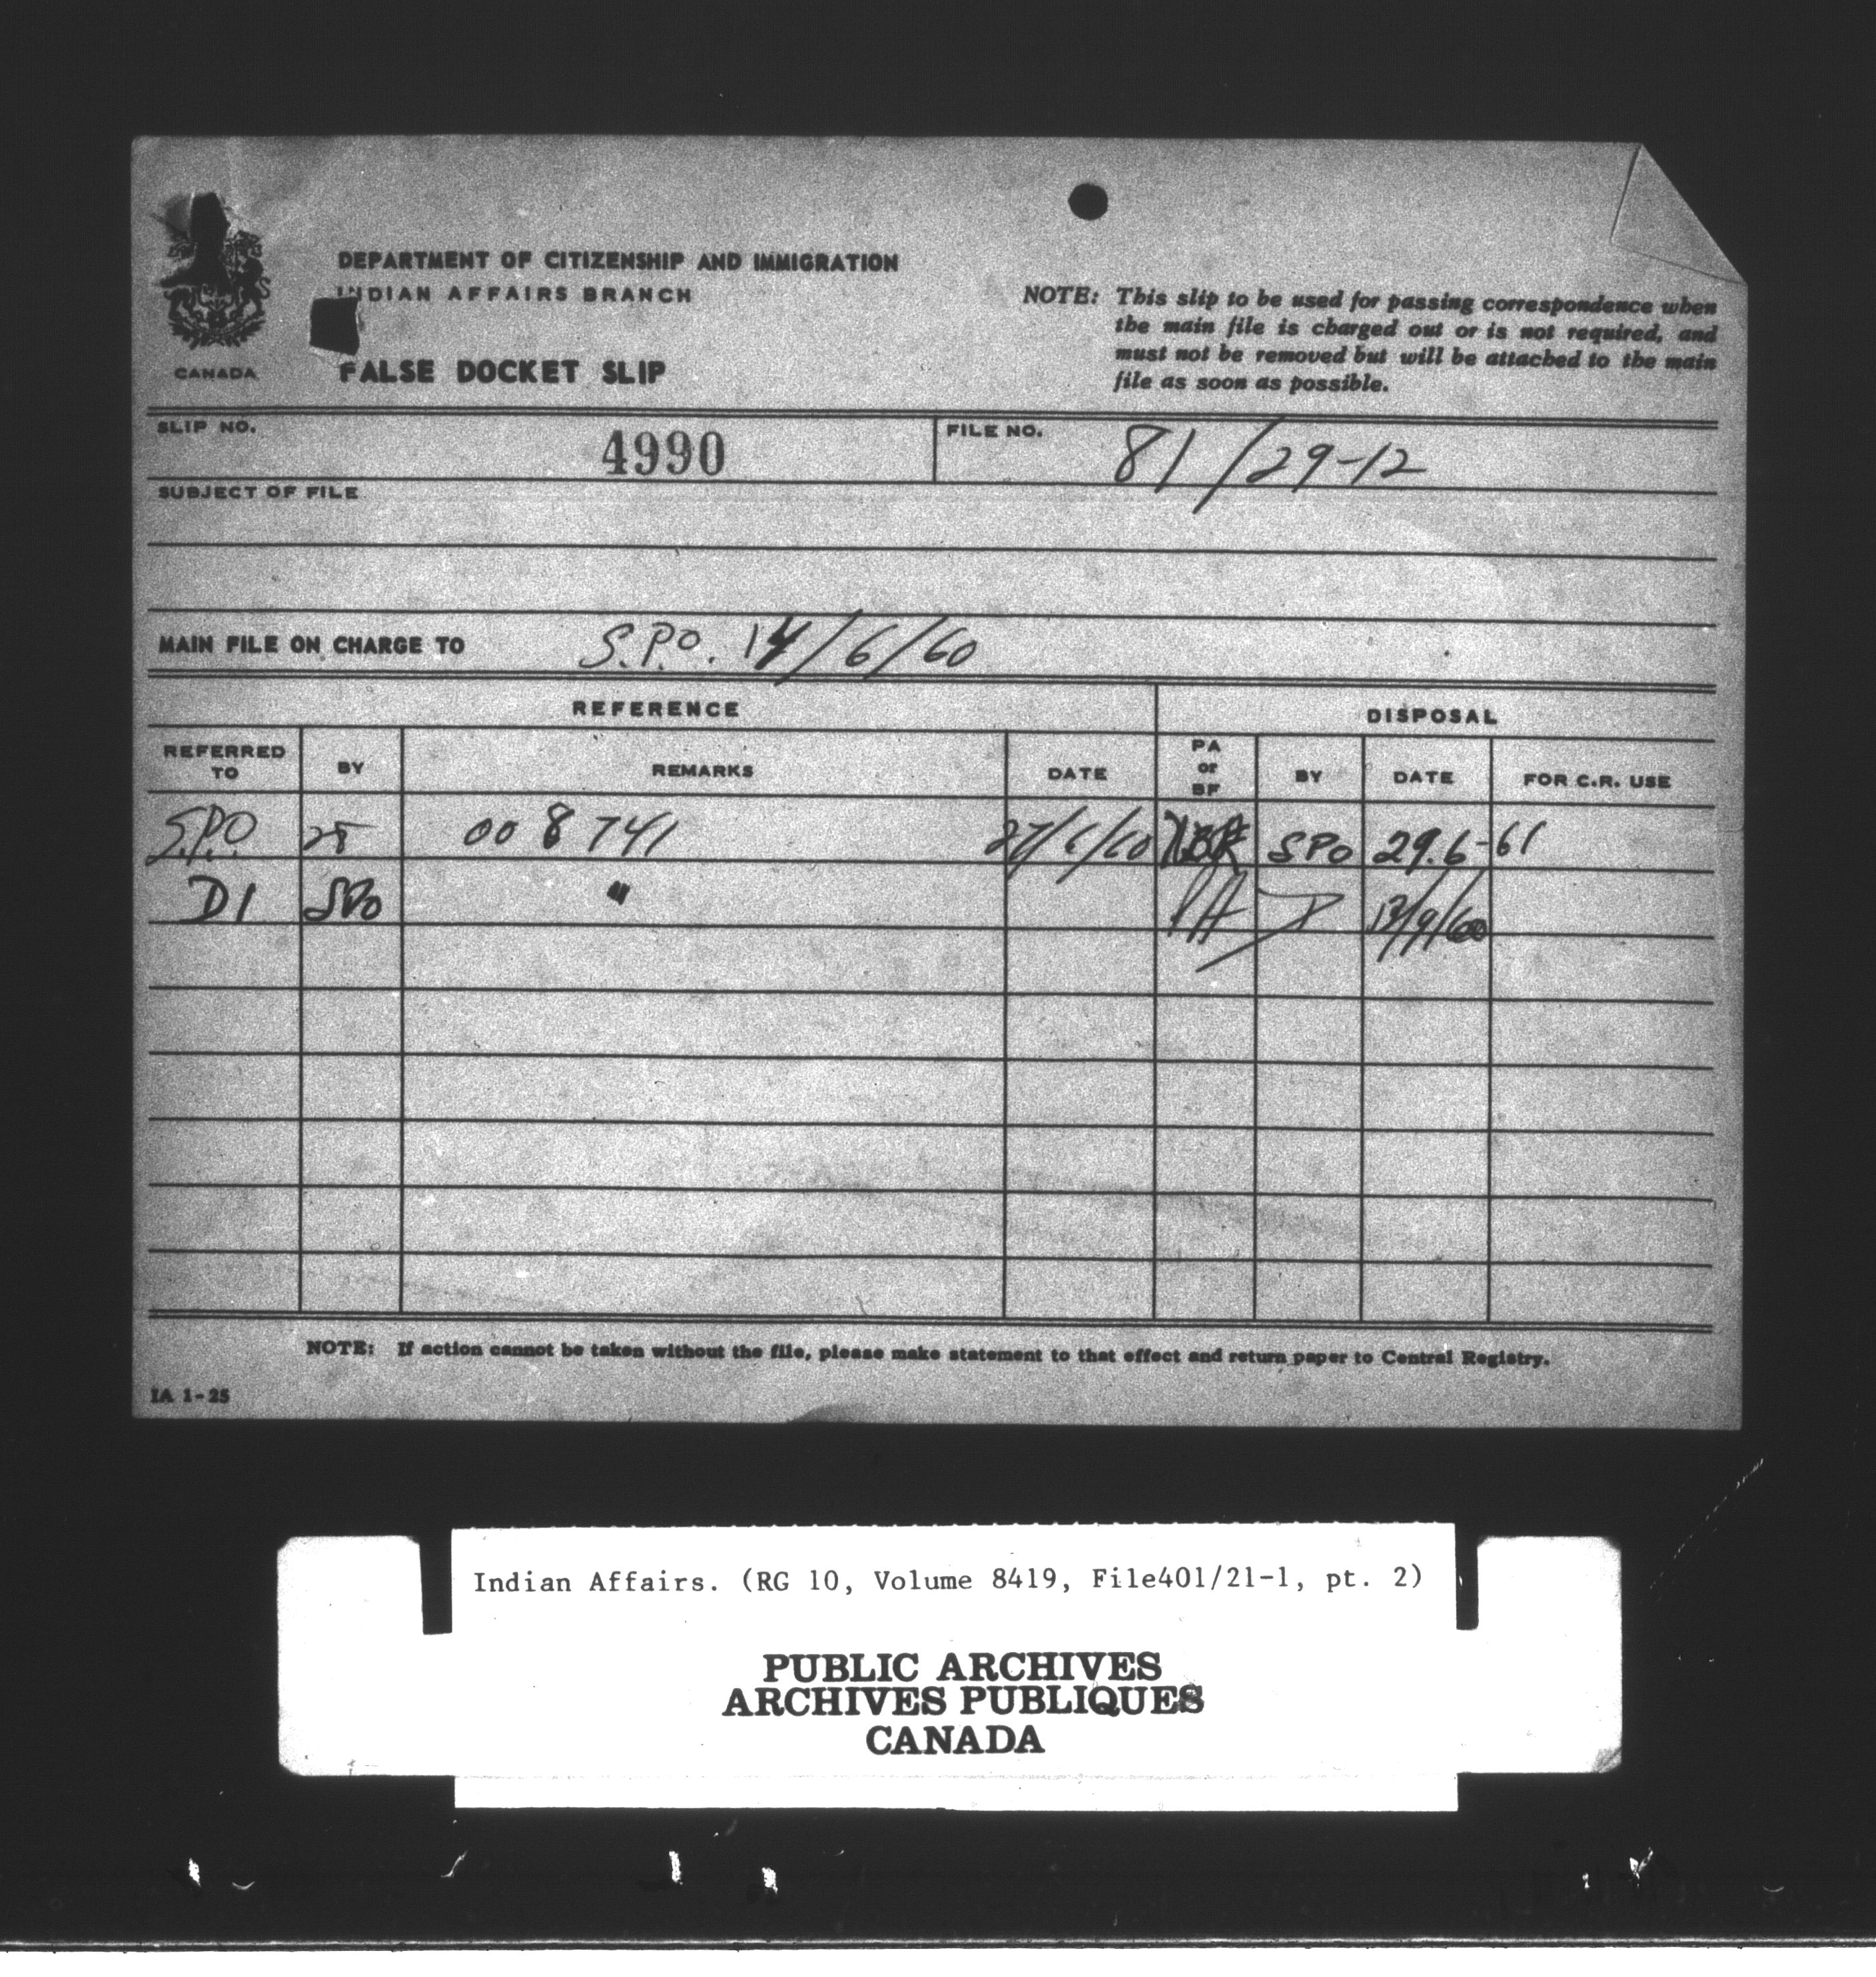 DEPARTMENT OF CITIZENSHIP AND IMMIGRATION
INDIAN AFFAIRS BRANCH
CANADA
FALSE DOCKET SLIP
NOTE: This slip to be used for passing correspondence when
the main file is charged out or is not required, and
must not be removed but will be attached to the main
file as soon as possible.
SLIP NO. 4990 FILE NO. 81/29-12
SUBJECT OF FILE
MAIN FILE ON CHARGE TO S.P.O. 14/6/60
REFERENCE DISPOSAL
REFERRED TO BY REMARKS DATE PA or BF BY DATE FOR C.R. USE
S.P.O. 28 008741 27/6/60 SPO 29.6-61
DI SPO " PA /9/60
NOTE: If action cannot be taken without the file, please make statement to that effect and return paper to Central Registry.
IA 1-25
Indian Affairs. (RG 10, Volume 8419, File401/21-1, pt. 2)
PUBLIC ARCHIVES
ARCHIVES PUBLIQUES
CANADA